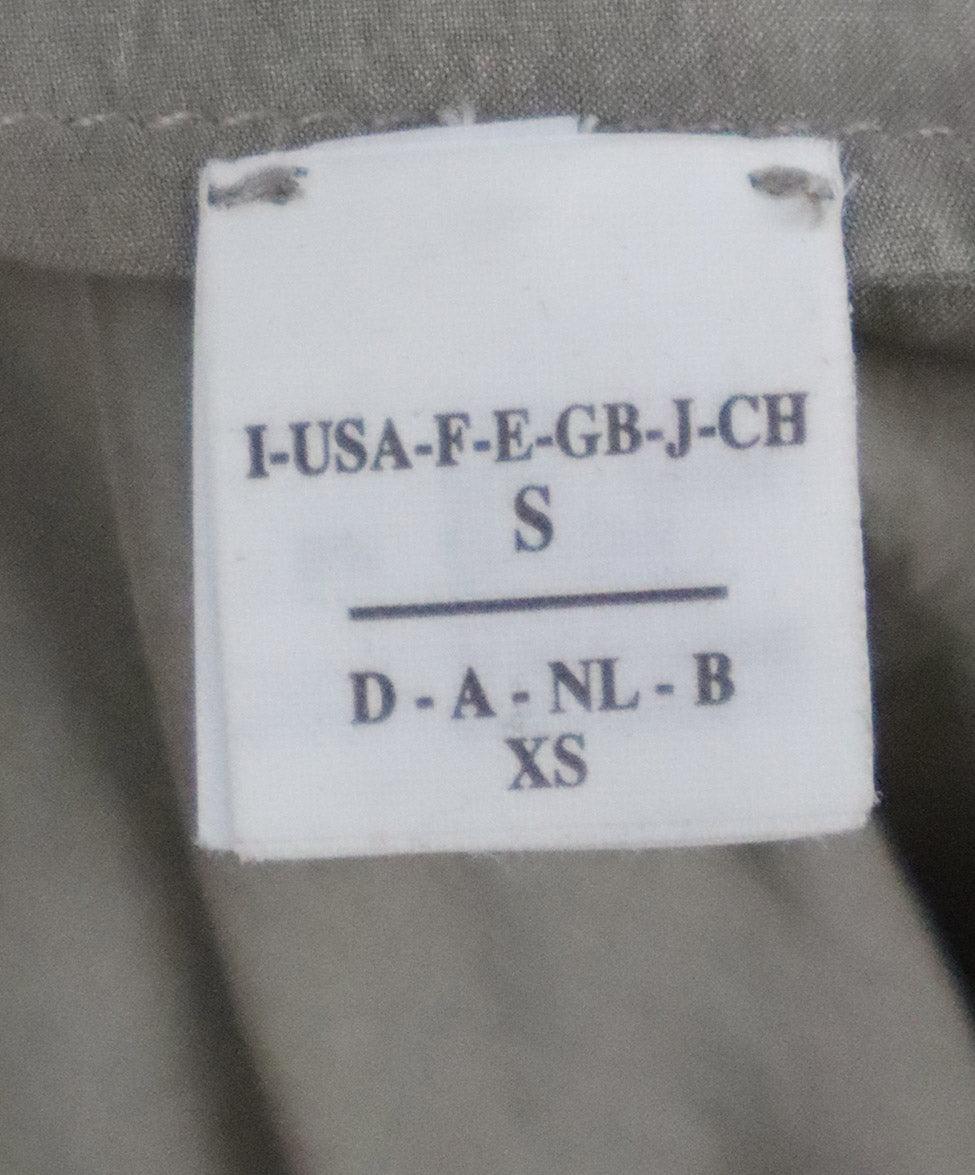 I-USA-F-E-GB-J-CH
S
D - A - NL - B
XS